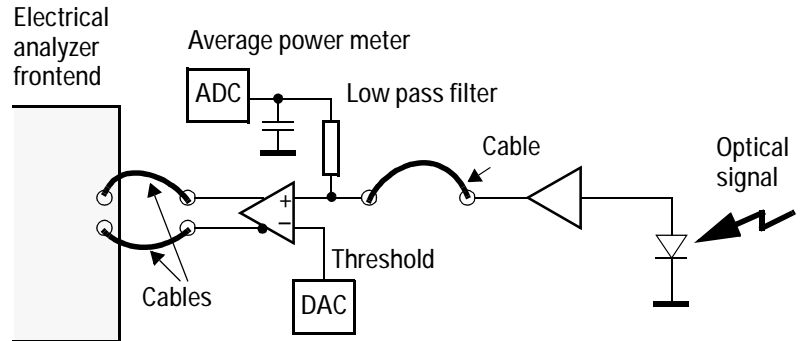 Electrical
analyzer
frontend
Average power meter
ADC
Low pass filter
Cable
Optical
signal
+
−
Threshold
Cables
DAC